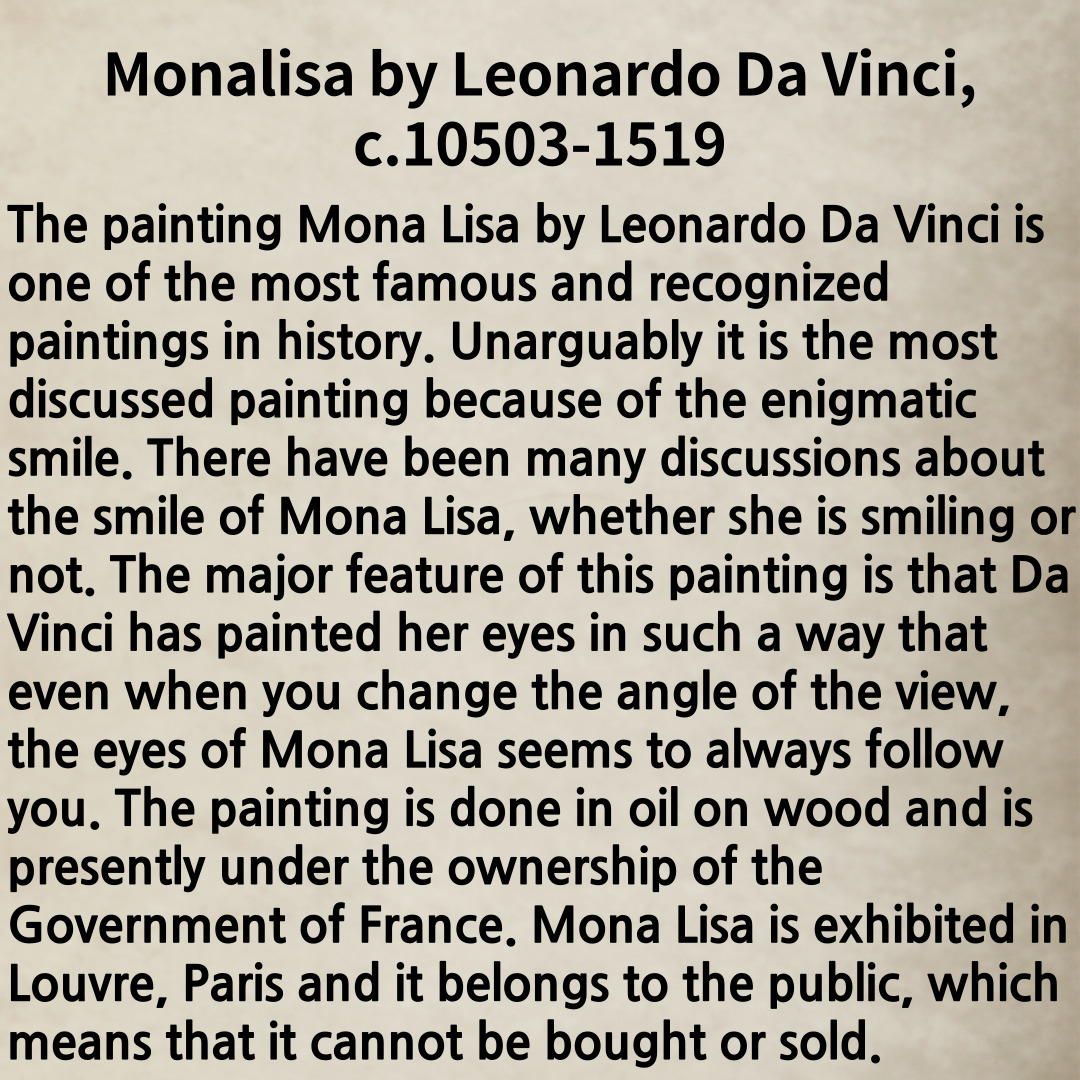 Monalisa by Leonardo Da Vinci,
c.10503-1519
The painting Mona Lisa by Leonardo Da Vinci is
one of the most famous and recognized
paintings in history. Unarguably it is the most
discussed painting because of the enigmatic
smile. There have been many discussions about
the smile of Mona Lisa, whether she is smiling or
not. The major feature of this painting is that Da
Vinci has painted her eyes in such a way that
even when you change the angle of the view,
the eyes of Mona Lisa seems to always follow
you. The painting is done in oil on wood and is
presently under the ownership of the
Government of France. Mona Lisa is exhibited in
Louvre, Paris and it belongs to the public, which
means that it cannot be bought or sold.